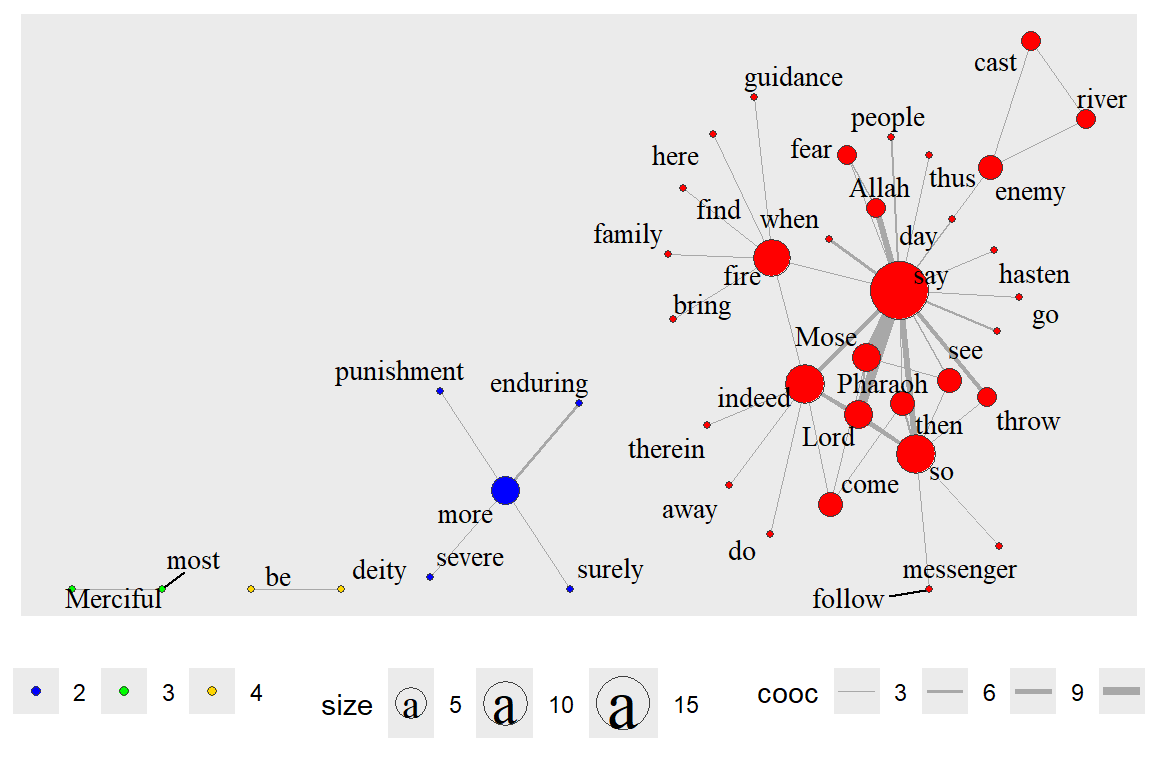 cast
guidance
river
people
fear
here
thus
Allah
enemy
find
when
family
day
hasten
say
fire
bring
go
Mose
see
punishment
enduring
Pharaoh
indeed
throw
then
Lord
therein
so
come
more
away
do
most
severe
be
deity
surely
messenger
Merciful
follow
2 3 4 size a 5 a 10 a 15 cooc 3 6 9